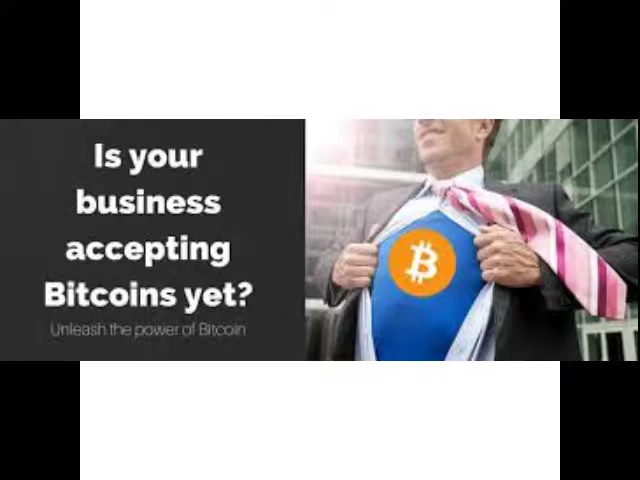 Is your
business
accepting
Bitcoins yet?
Unleash the power of Bitcoin